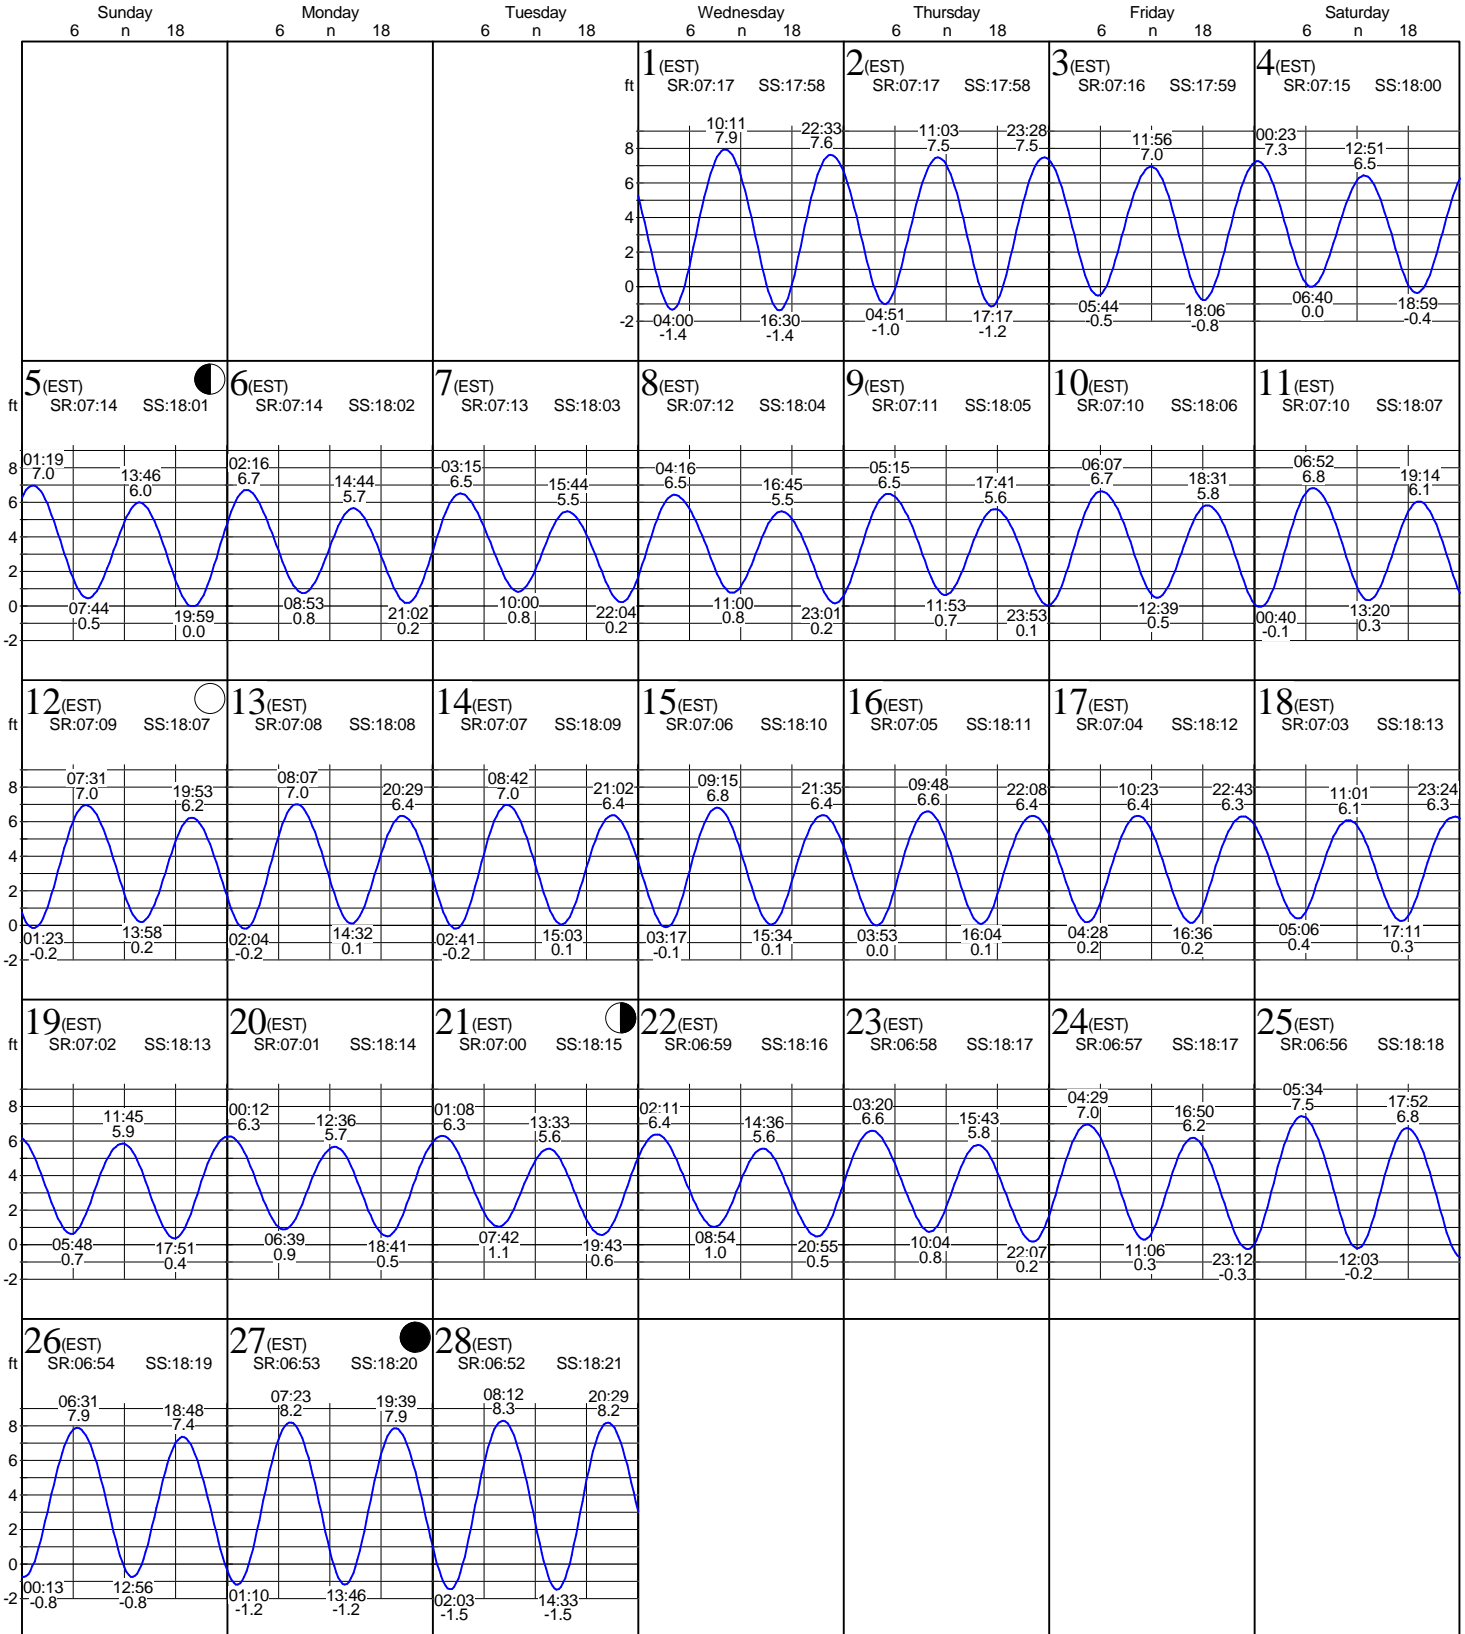 Sunday Monday Tuesday Wednesday Thursday Friday Saturday
6 n 18 6 n 18 6 n 18 6 n 18 6 n 18 6 n 18 6 n 18
1(EST) 2(EST) 3(EST) 4(EST)
ft SR:07:17 SS:17:58 SR:07:17 SS:17:58 SR:07:16 SS:17:59 SR:07:15 SS:18:00
10:11 22:33 11:03 23:28 11:56 00:23 12:51
7.9 7.6 7.5 7.5 7.0 7.3 6.5
8
6
4
2
0
-2
04:00 16:30 04:51 17:17 05:44 18:06 06:40 18:59
-1.4 -1.4 -1.0 -1.2 -0.5 -0.8 0.0 -0.4
5(EST) 6(EST) 7(EST) 8(EST) 9(EST) 10(EST) 11(EST)
ft SR:07:14 SS:18:01 SR:07:14 SS:18:02 SR:07:13 SS:18:03 SR:07:12 SS:18:04 SR:07:11 SS:18:05 SR:07:10 SS:18:06 SR:07:10 SS:18:07
01:19 13:46 02:16 14:44 03:15 15:44 04:16 16:45 05:15 17:41 06:07 18:31 06:52 19:14
7.0 6.0 6.7 5.7 6.5 5.5 6.5 5.5 6.5 5.6 6.7 5.8 6.8 6.1
8
6
4
2
0
-2
07:44 19:59 08:53 21:02 10:00 22:04 11:00 23:01 11:53 23:53 12:39 00:40 13:20
0.5 0.0 0.8 0.2 0.8 0.2 0.8 0.2 0.7 0.1 0.5 -0.1 0.3
12(EST) 13(EST) 14(EST) 15(EST) 16(EST) 17(EST) 18(EST)
ft SR:07:09 SS:18:07 SR:07:08 SS:18:08 SR:07:07 SS:18:09 SR:07:06 SS:18:10 SR:07:05 SS:18:11 SR:07:04 SS:18:12 SR:07:03 SS:18:13
07:31 19:53 08:07 20:29 08:42 21:02 09:15 21:35 09:48 22:08 10:23 22:43 11:01 23:24
7.0 6.2 7.0 6.4 7.0 6.4 6.8 6.4 6.6 6.4 6.4 6.3 6.1 6.3
8
6
4
2
0
-2
01:23 13:58 02:04 14:32 02:41 15:03 03:17 15:34 03:53 16:04 04:28 16:36 05:06 17:11
-0.2 0.2 -0.2 0.1 -0.2 0.1 -0.1 0.1 0.0 0.1 0.2 0.2 0.4 0.3
19(EST) 20(EST) 21(EST) 22(EST) 23(EST) 24(EST) 25(EST)
ft SR:07:02 SS:18:13 SR:07:01 SS:18:14 SR:07:00 SS:18:15 SR:06:59 SS:18:16 SR:06:58 SS:18:17 SR:06:57 SS:18:17 SR:06:56 SS:18:18
11:45 00:12 12:36 01:08 13:33 02:11 14:36 03:20 15:43 04:29 16:50 05:34 17:52
5.9 6.3 5.7 6.3 5.6 6.4 5.6 6.6 5.8 7.0 6.2 7.5 6.8
8
6
4
2
0
-2
05:48 17:51 06:39 18:41 07:42 19:43 08:54 20:55 10:04 22:07 11:06 23:12 12:03
0.7 0.4 0.9 0.5 1.1 0.6 1.0 0.5 0.8 0.2 0.3 -0.3 -0.2
26(EST) 27(EST) 28(EST)
ft SR:06:54 SS:18:19 SR:06:53 SS:18:20 SR:06:52 SS:18:21
06:31 18:48 07:23 19:39 08:12 20:29
7.9 7.4 8.2 7.9 8.3 8.2
8
6
4
2
0
-2
00:13 12:56 01:10 13:46 02:03 14:33
-0.8 -0.8 -1.2 -1.2 -1.5 -1.5